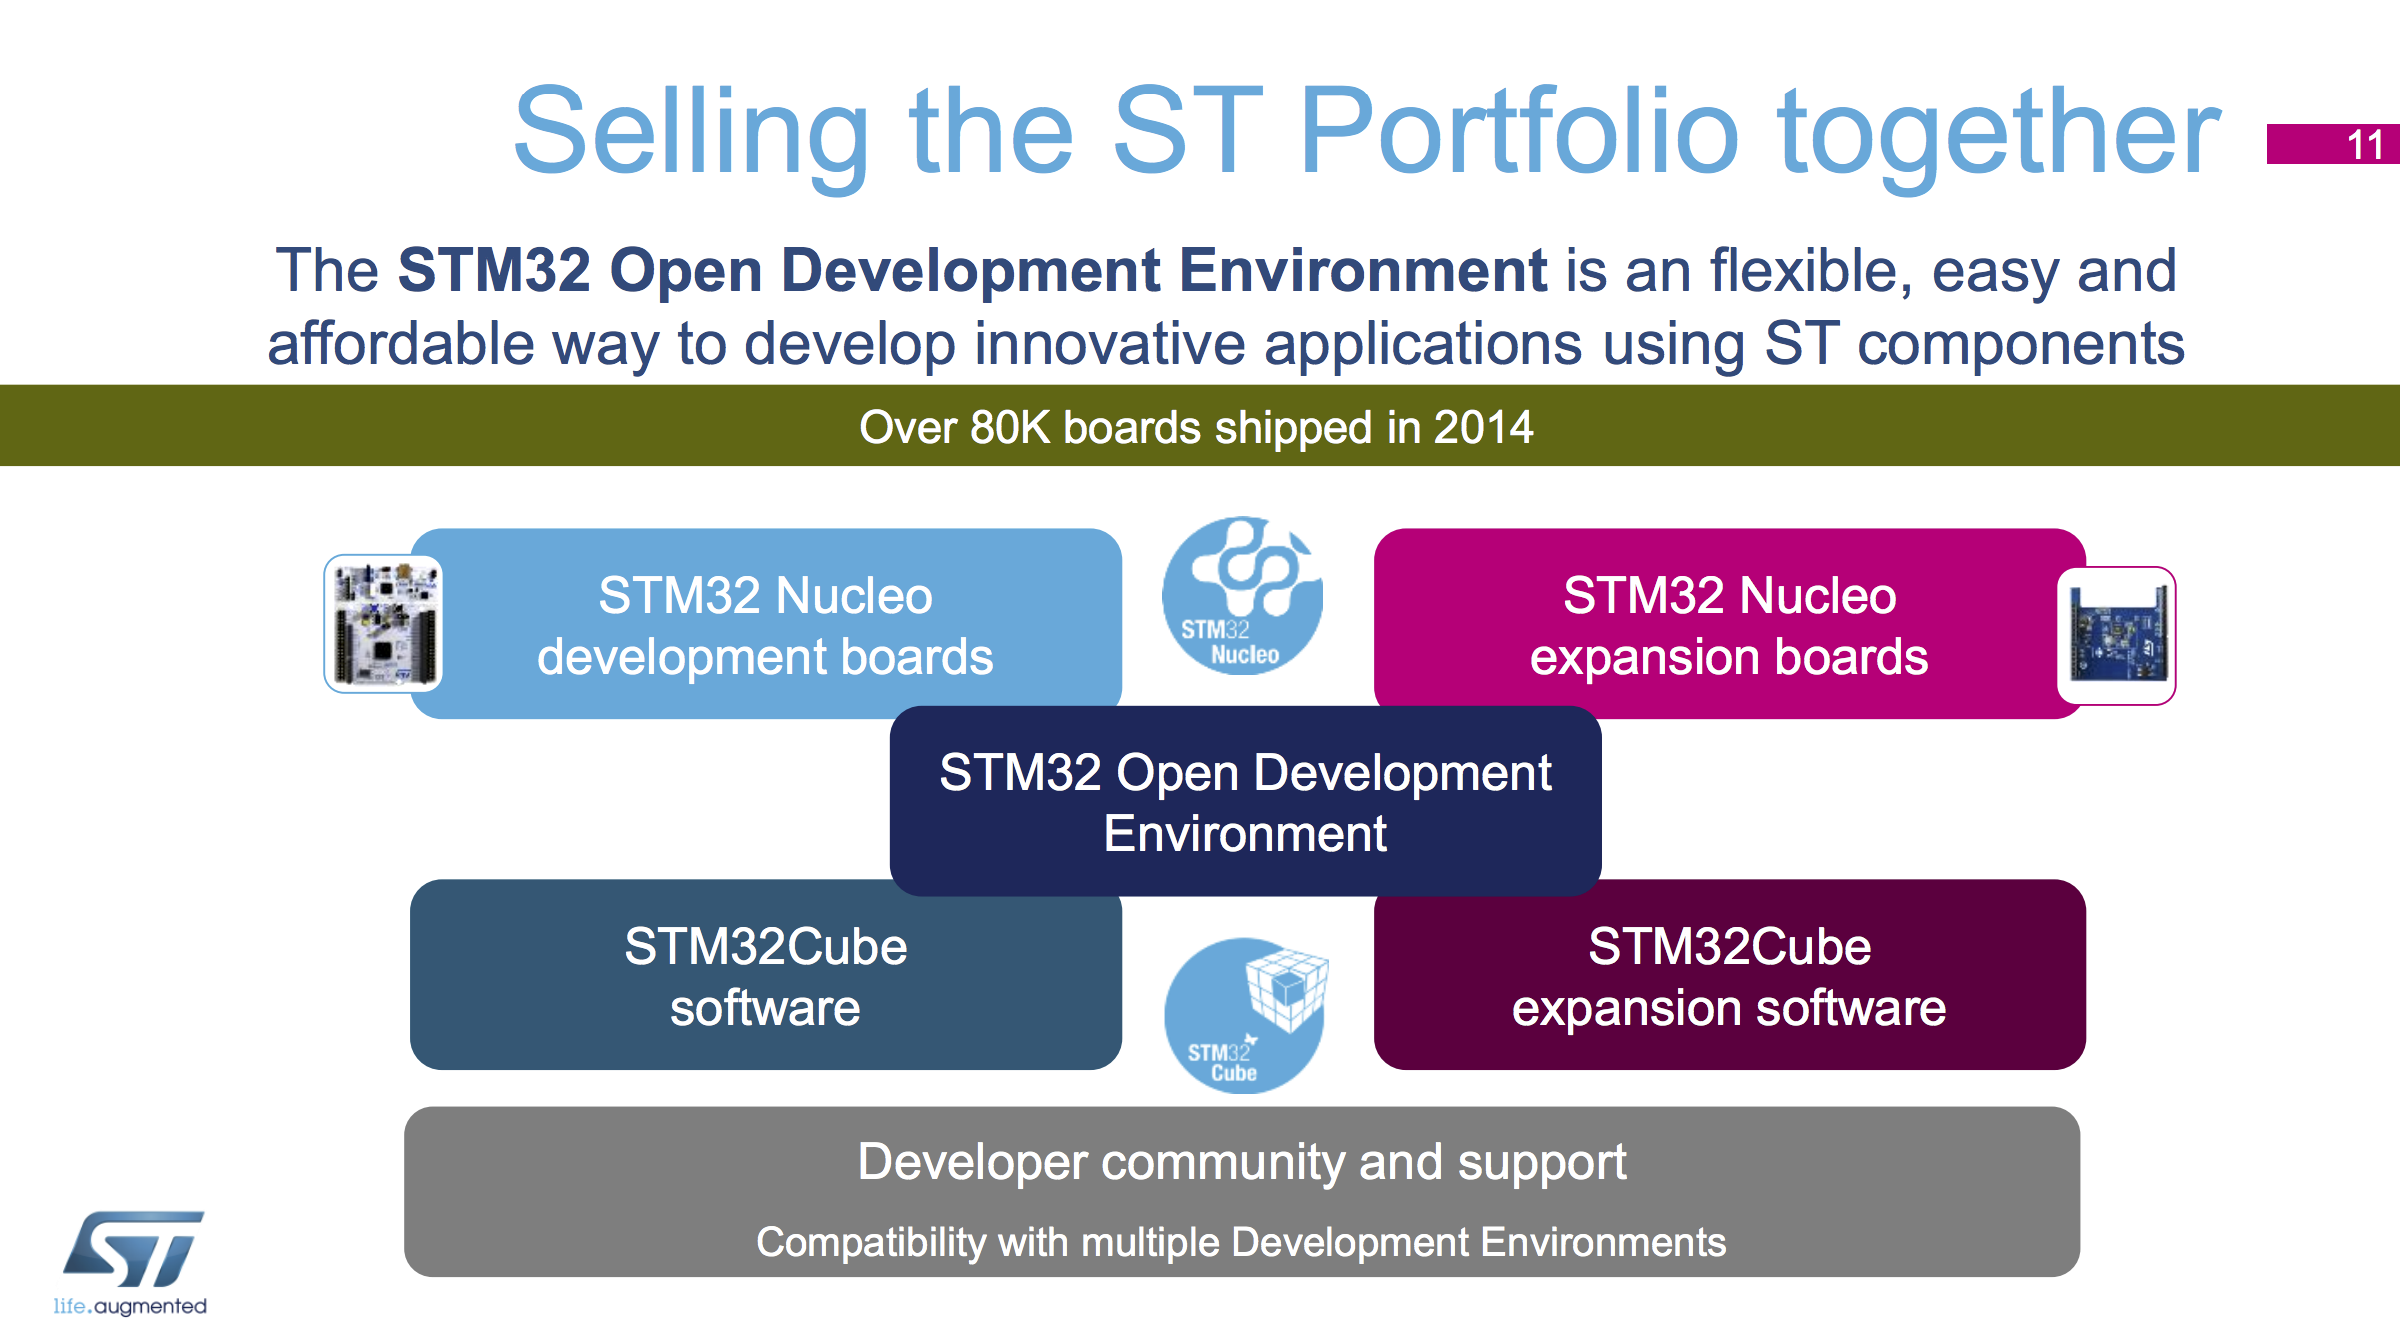 Selling the ST Portfolio together
11
The STM32 Open Development Environment is an flexible, easy and
affordable way to develop innovative applications using ST components
Over 80K boards shipped in 2014
STM32 Nucleo
development boards
STM32
Nucleo
STM32 Nucleo
expansion boards
STM32 Open Development
Environment
STM32Cube
software
STM32
Cube
STM32Cube
expansion software
Developer community and support
Compatibility with multiple Development Environments
ST
life.augmented